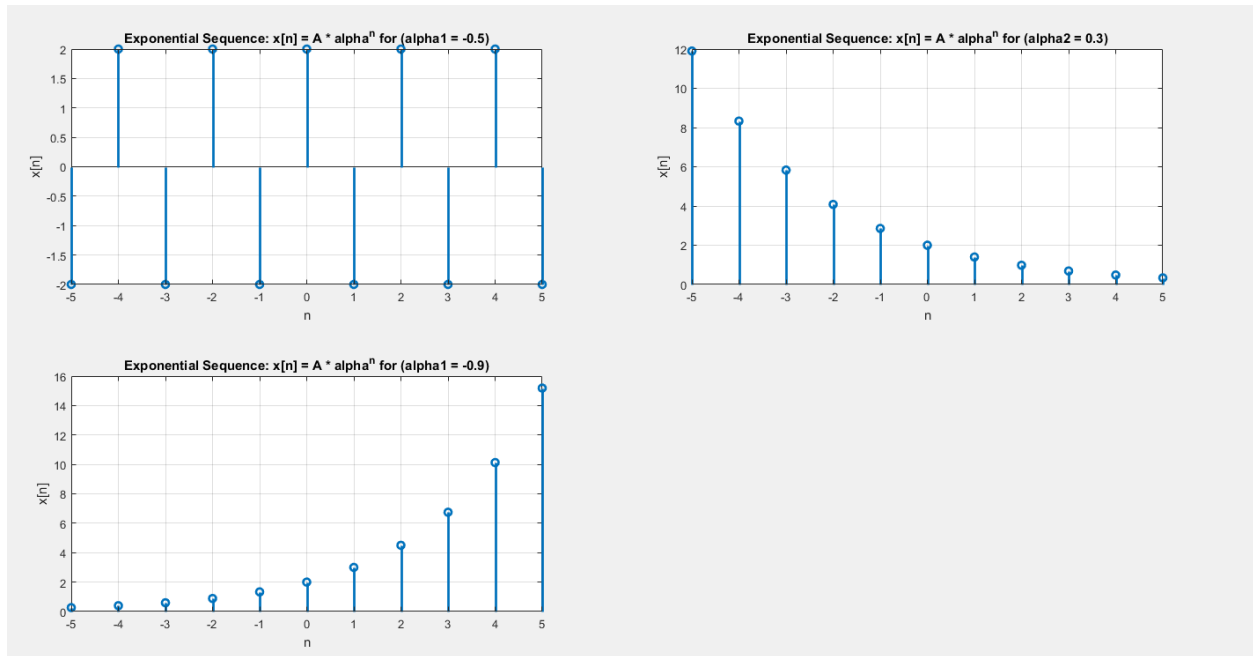 Exponential Sequence: x[n] = A * alpha^n for (alpha1 = -0.5)
2
1.5
1
0.5
0
-0.5
-1
-1.5
-2
x[n]
-5 -4 -3 -2 -1 0 1 2 3 4 5
n
Exponential Sequence: x[n] = A * alpha^n for (alpha2 = 0.3)
12
10
8
6
4
2
0
x[n]
-5 -4 -3 -2 -1 0 1 2 3 4 5
n
Exponential Sequence: x[n] = A * alpha^n for (alpha1 = -0.9)
16
14
12
10
8
6
4
2
0
x[n]
-5 -4 -3 -2 -1 0 1 2 3 4 5
n